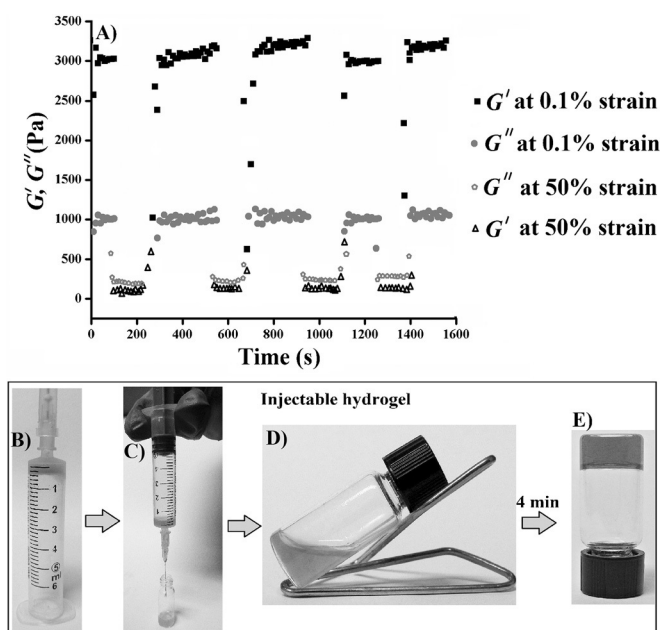 A)
3500
3000
2500
2000
1500
1000
500
0
G', G''(Pa)
0 200 400 600 800 1000 1200 1400 1600
Time (s)
G' at 0.1% strain
G'' at 0.1% strain
G'' at 50% strain
G' at 50% strain
Injectable hydrogel
B)
1
2
3
4
5
ml
6
C)
D)
4 min
E)